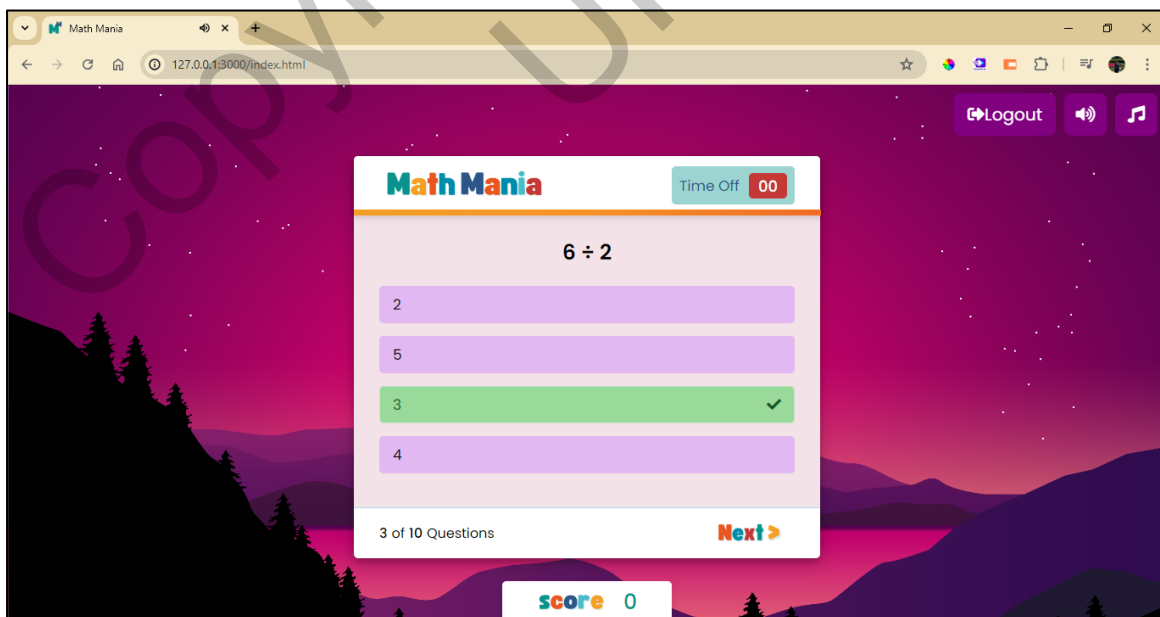 Math Mania
127.0.0.1:3000/index.html
Logout
Math Mania
Time Off 00
6 ÷ 2
2
5
3
4
3 of 10 Questions
Next >
score 0